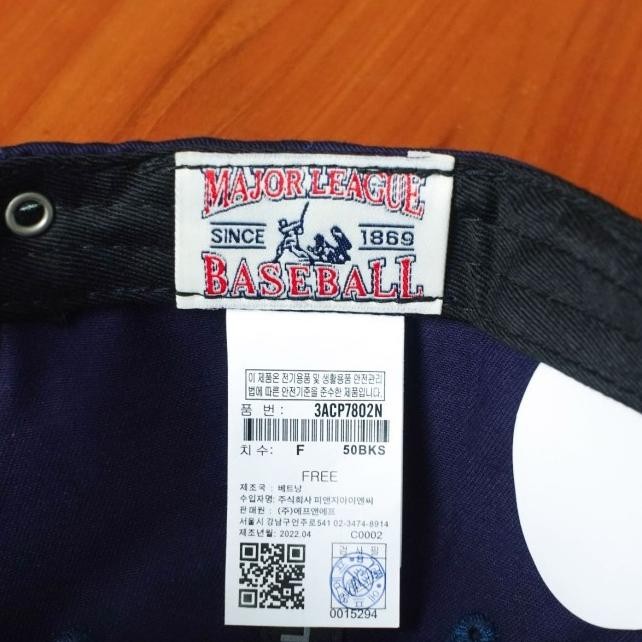 MAJOR LEAGUE
SINCE 1869
BASEBALL
이 제품은 전기용품 및 생활용품 안전관리
법에 따른 안전기준을 준수한 제품입니다.
품 번 : 3ACP7802N
치 수 : F 50BKS
FREE
제조국 : 베트남
수입자명: 주식회사 피앤지아이앤씨
판매원 : (주)에프앤에프
서울시 강남구언주로541 02-3474-8914
제조년월: 2022.04 C0002
검 사 필
0015294